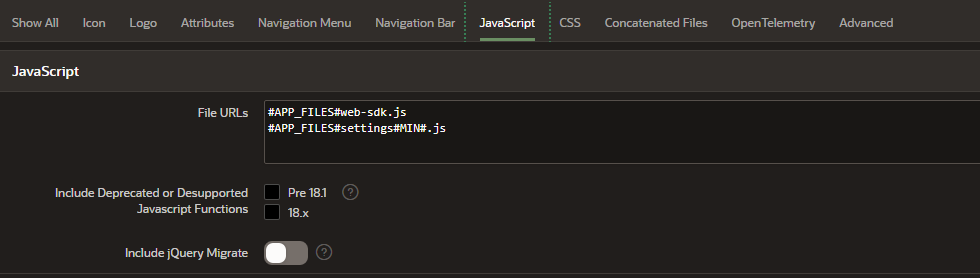 Show All Icon Logo Attributes Navigation Menu Navigation Bar JavaScript CSS Concatenated Files OpenTelemetry Advanced
JavaScript
File URLs
#APP_FILES#web-sdk.js
#APP_FILES#settings#MIN#.js
Include Deprecated or Desupported
Javascript Functions
Pre 18.1 ?
18.x
Include jQuery Migrate ?